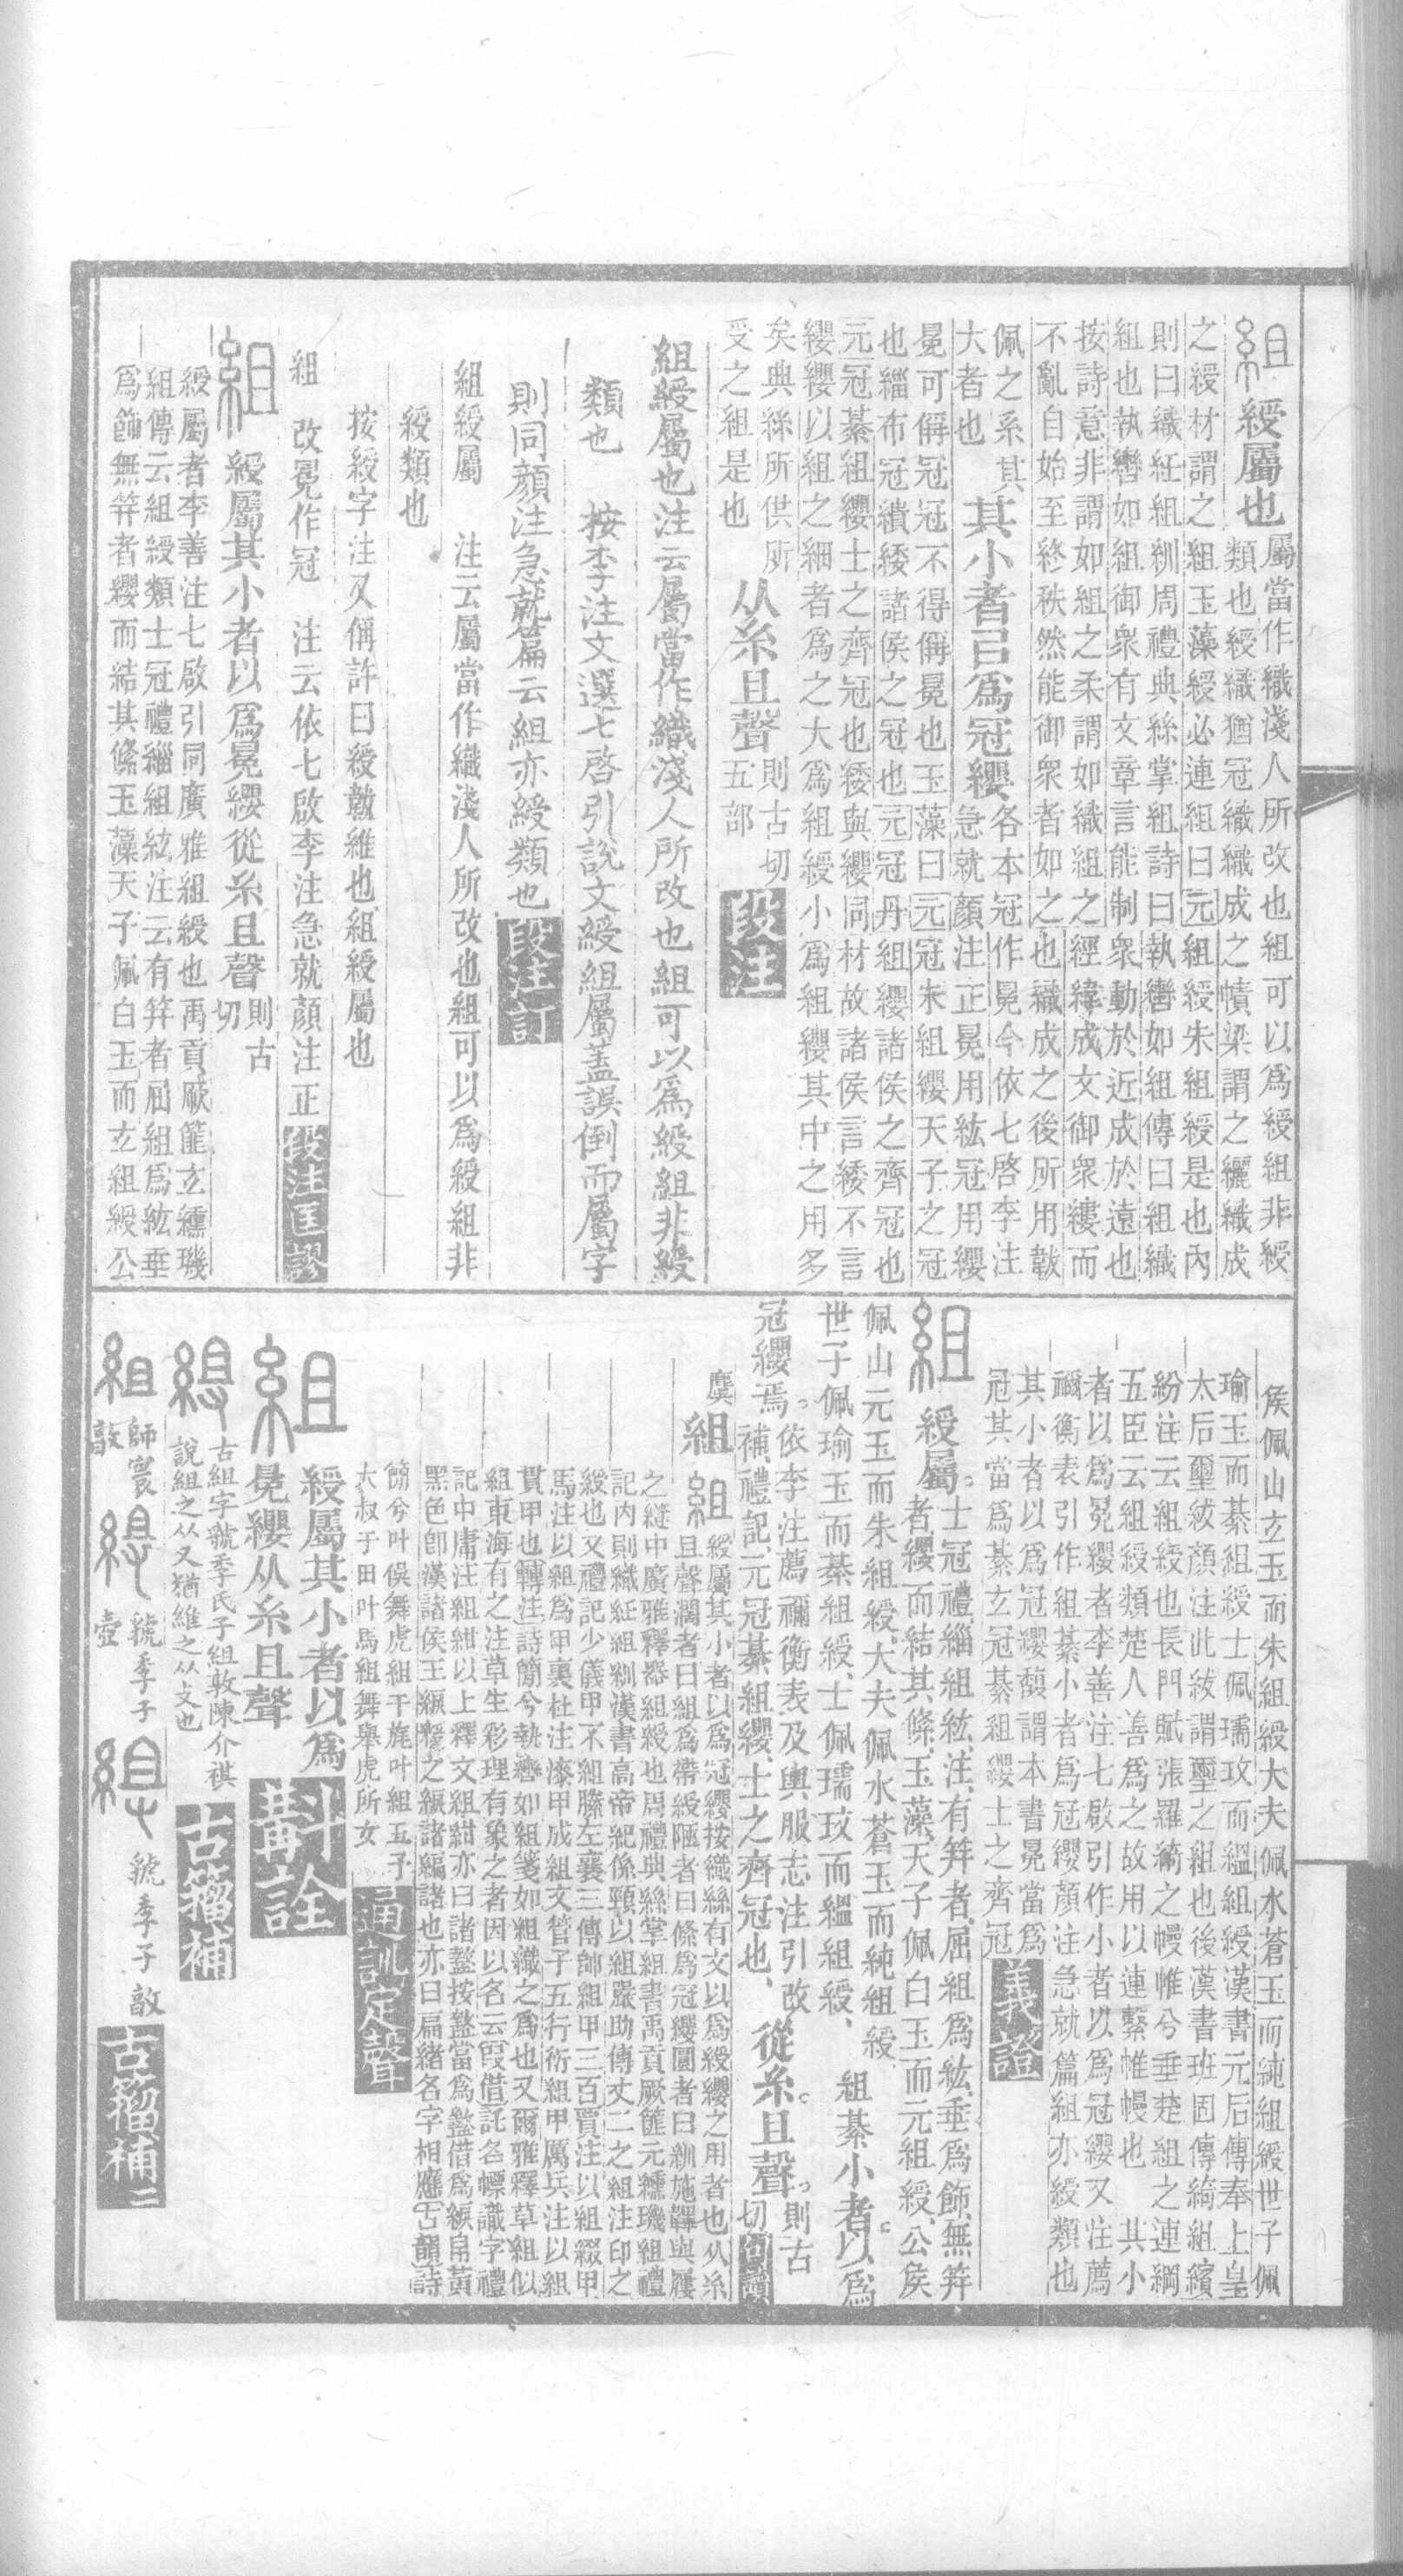 組 綬屬也 屬當作織淺人所改也組可以為綬組非綬
類也綬織猶冠織織成之幘梁謂之纚織成
之綬材謂之組玉藻綬必連組曰元組綬朱組綬是也內
則曰織紝組紃周禮典絲掌組詩曰執轡如組傳曰組織
組也執轡如組御衆有文章言能制衆動於近成於遠也
按詩意非謂如組之柔謂如織組之經緯成文御衆縷而
不亂自始至終秩然能御衆者如之也織成之後所用韍
佩之系其 大者也 其小者㠯爲冠纓 各本冠作冕今依七啓李注
急就顏注正冕用紘冠用纓
冕可偁冠冠不得偁冕也玉藻曰元冠朱組纓天子之冠
也緇布冠繢緌諸侯之冠也元冠丹組纓諸侯之齊冠也
元冠綦組纓士之齊冠也緌與纓同材故諸侯言緌不言
纓纓以組之細者爲之大爲組綬小爲組纓其中之用多
矣典絲所供所 受之組是也 从糸且聲 則古切 五部 段注
組綬屬也注云屬當作織淺人所改也組可以爲綬組非綬
類也 按李注文選七啓引說文綬組屬蓋誤倒而屬字
則同顏注急就篇云組亦綬類也 段注訂
組綬屬 注云屬當作織淺人所改也組可以爲綬組非
綬類也
按綬字注又偁許曰綬韍維也組綬屬也
組 改冕作冠 注云依七啟李注急就顏注正 段注匡謬
組 綬屬其小者以爲冕纓從糸且聲 則古切
綬屬者李善注七啟引同廣雅組綬也禹貢厥篚玄纁璣
組傳云組綬類士冠禮緇組紘注云有笄者屈組爲紘垂
爲飾無笄者纓而結其絛玉藻天子佩白玉而玄組綬公
侯佩山玄玉而朱組綬大夫佩水蒼玉而純組綬世子佩
瑜玉而綦組綬士佩瓀玟而縕組綬漢書元后傳奉上皇
太后璽紱顏注此紱謂璽之組也後漢書班固傳綺組繽
紛注云組綬也長門賦張羅綺之幔帷兮垂楚組之連綱
五臣云組綬類楚人善爲之故用以連繫帷幔也 其小
者以爲冕纓者李善注七啟引作小者以爲冠纓又注薦
禰衡表引作組綦小者爲冠纓顏注急就篇組亦綬類也
其小者以爲冠纓馥謂本書冕當爲
冠其當爲綦玄冠綦組纓士之齊冠 義證
組 綬屬 士冠禮緇組紘注有笄者屈組爲紘垂爲飾無笄
者纓而結其絛玉藻天子佩白玉而元組綬公侯
佩山元玉而朱組綬大夫佩水蒼玉而純組綬
世子佩瑜玉而綦組綬士佩瓀玟而縕組綬 組綦小者以爲
冠纓焉 依李注薦禰衡表及輿服志注引改
補禮記元冠綦組纓士之齊冠也 從糸且聲 則古切 句讀
虞 組 組 綬屬其小者以爲冠纓按織絲有文以爲綬纓之用者也从糸
且聲闊者曰組爲帶綬陿者曰絛爲冠纓圜者曰紃施鞸與屨
之縫中廣雅釋器組綬也周禮典絲掌組書禹貢厥篚元纁璣組禮
記內則織紝組紃漢書高帝紀係頸以組嚴助傳丈二之組注印之
綬也又禮記少儀甲不組縢左襄三傳帥組甲三百賈注以組綴甲
馬注以組爲甲裏杜注漆甲成組文管子五行衍組甲厲兵注以組
貫甲也轉注詩簡兮執轡如組箋如組織之爲也又爾雅釋草組似
組東海有之注草生彩理有象之者因以名云叚借託名幖識字禮
記中庸注組紺以上釋文組紺亦曰諸盩按盩當爲盭借爲綟帛黃
黑色卽漢諸侯王綟綬之綟諸編諸也亦曰扁緒名字相應古韻詩
簡兮叶俣舞虎組干旄叶組五予
大叔于田叶馬組舞舉虎所女 通訓定聲
組 綬屬其小者以爲
冕纓从糸且聲 斠詮
古組字虢季氏子組敦陳介祺
說組之从又猶維之从攴也 古籀補
組 師㝨敦 虢季子壺 虢季子敦 古籀補二